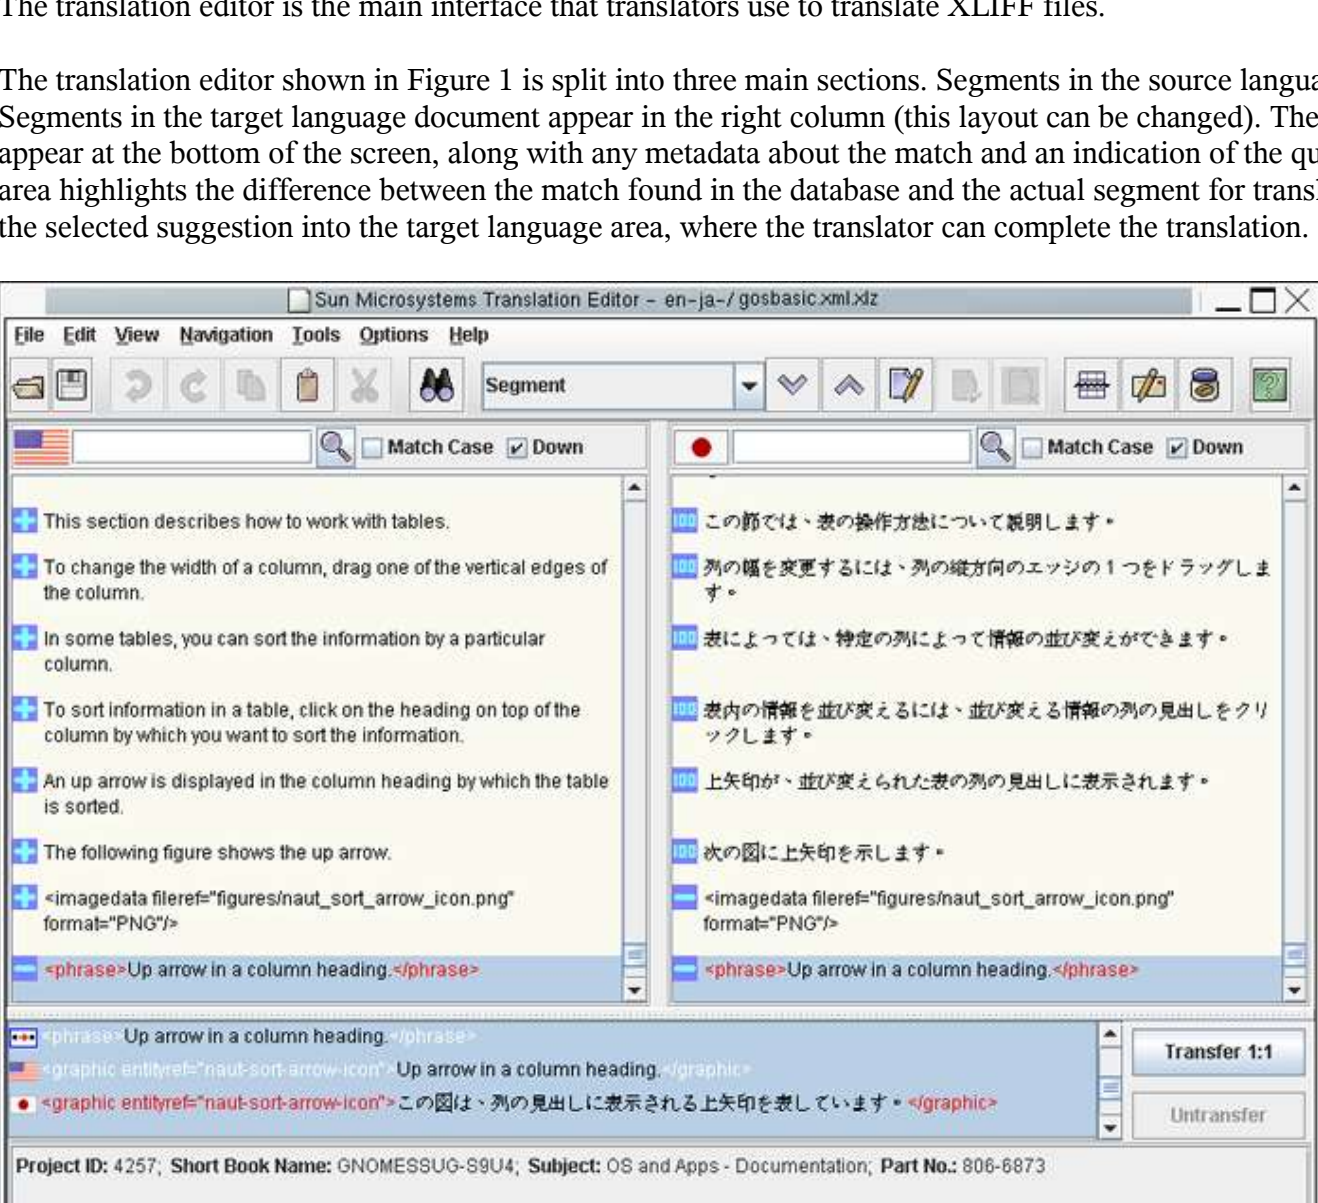 The translation editor is the main interface that translators use to translate XLIFF files.
The translation editor shown in Figure 1 is split into three main sections. Segments in the source langua
Segments in the target language document appear in the right column (this layout can be changed). The
appear at the bottom of the screen, along with any metadata about the match and an indication of the qu
area highlights the difference between the match found in the database and the actual segment for transl
the selected suggestion into the target language area, where the translator can complete the translation.
Sun Microsystems Translation Editor - en-ja-/gosbasic.xml.xlz
File Edit View Navigation Tools Options Help
Segment
Match Case Down
This section describes how to work with tables.
To change the width of a column, drag one of the vertical edges of
the column.
In some tables, you can sort the information by a particular
column.
To sort information in a table, click on the heading on top of the
column by which you want to sort the information.
An up arrow is displayed in the column heading by which the table
is sorted.
The following figure shows the up arrow.
<imagedata fileref="figures/naut_sort_arrow_icon.png"
format="PNG"/>
<phrase>Up arrow in a column heading.</phrase>
Match Case Down
100 この節では、表の操作方法について説明します。
100 列の幅を変更するには、列の縦方向のエッジの1つをドラッグしま
す。
100 表によっては、特定の列によって情報の並び変えができます。
100 表内の情報を並び変えるには、並び変える情報の列の見出しをクリ
ックします。
100 上矢印が、並び変えられた表の列の見出しに表示されます。
100 次の図に上矢印を示します。
<imagedata fileref="figures/naut_sort_arrow_icon.png"
format="PNG"/>
<phrase>Up arrow in a column heading.</phrase>
<phrase>Up arrow in a column heading.</phrase>
<graphic entityref="naut-sort-arrow-icon">Up arrow in a column heading.</graphic>
<graphic entityref="naut-sort-arrow-icon">この図は、列の見出しに表示される上矢印を表しています。</graphic>
Transfer 1:1
Untransfer
Project ID: 4257; Short Book Name: GNOMESSUG-S9U4; Subject: OS and Apps - Documentation; Part No.: 806-6873